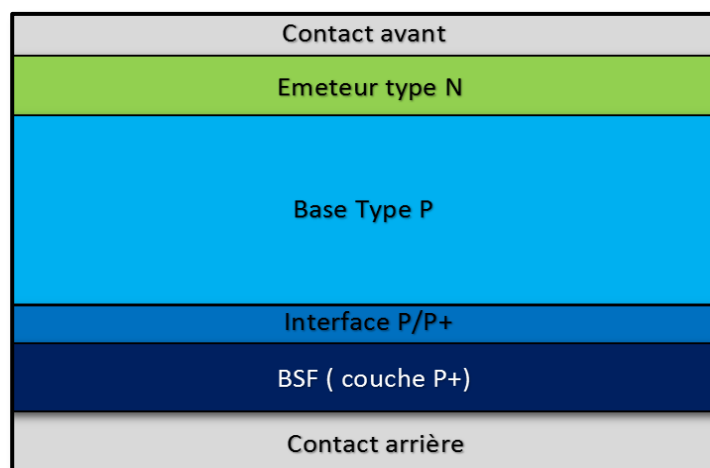 Contact avant
Emeteur type N
Base Type P
Interface P/P+
BSF ( couche P+)
Contact arrière